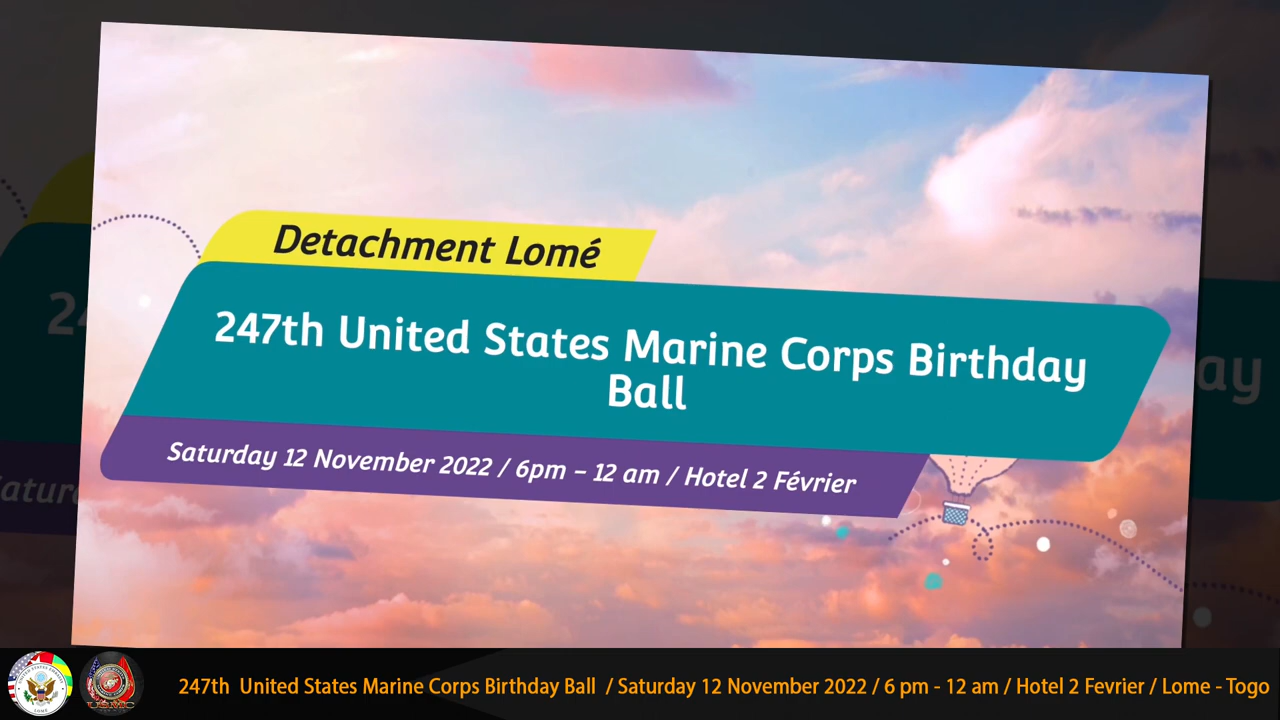 Detachment Lomé
247th United States Marine Corps Birthday
Ball
Saturday 12 November 2022 / 6pm – 12 am / Hotel 2 Février
247th United States Marine Corps Birthday Ball / Saturday 12 November 2022 / 6 pm - 12 am / Hotel 2 Fevrier / Lome - Togo
USMC